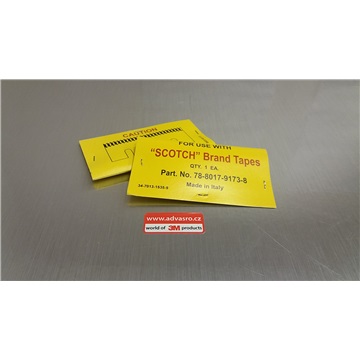 CAUTION
FOR USE WITH
"SCOTCH" Brand Tapes
QTY. 1 EA.
Part. No. 78-8017-9173-8
Made in Italy
www.advasro.cz
world of 3M products